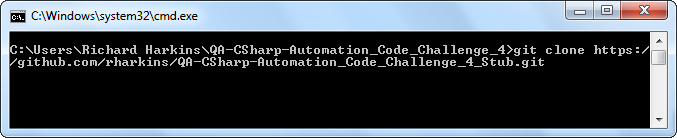 C:\Windows\system32\cmd.exe
C:\Users\Richard Harkins\QA-CSharp-Automation_Code_Challenge_4>git clone https:/
/github.com/rharkins/QA-CSharp-Automation_Code_Challenge_4_Stub.git